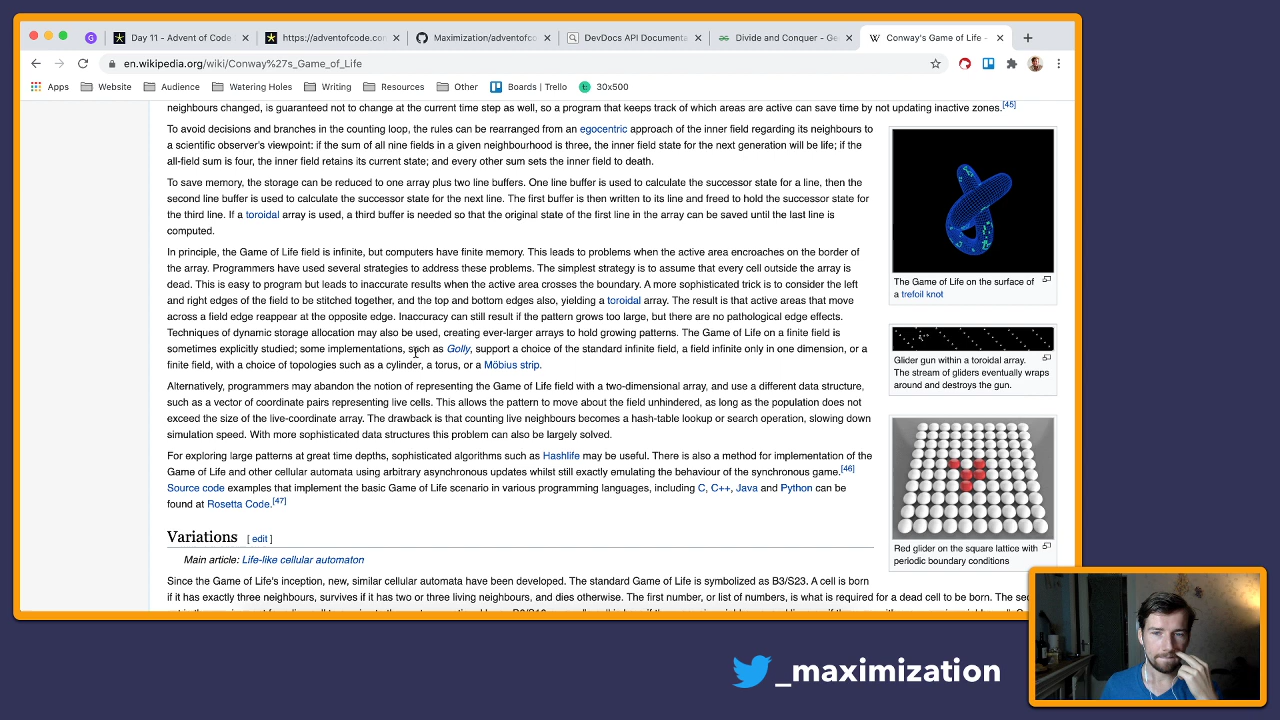 Day 11 - Advent of Code
https://adventofcode.con
Maximization/adventofc
DevDocs API Documenta
Divide and Conquer - Ge
Conway's Game of Life -
en.wikipedia.org/wiki/Conway%27s_Game_of_Life
Apps
Website
Audience
Watering Holes
Writing
Resources
Other
Boards | Trello
30x500
neighbours changed, is guaranteed not to change at the current time step as well, so a program that keeps track of which areas are active can save time by not updating inactive zones.[45]
To avoid decisions and branches in the counting loop, the rules can be rearranged from an egocentric approach of the inner field regarding its neighbours to
a scientific observer's viewpoint: if the sum of all nine fields in a given neighbourhood is three, the inner field state for the next generation will be life; if the
all-field sum is four, the inner field retains its current state; and every other sum sets the inner field to death.
To save memory, the storage can be reduced to one array plus two line buffers. One line buffer is used to calculate the successor state for a line, then the
second line buffer is used to calculate the successor state for the next line. The first buffer is then written to its line and freed to hold the successor state for
the third line. If a toroidal array is used, a third buffer is needed so that the original state of the first line in the array can be saved until the last line is
computed.
In principle, the Game of Life field is infinite, but computers have finite memory. This leads to problems when the active area encroaches on the border of
the array. Programmers have used several strategies to address these problems. The simplest strategy is to assume that every cell outside the array is
dead. This is easy to program but leads to inaccurate results when the active area crosses the boundary. A more sophisticated trick is to consider the left
and right edges of the field to be stitched together, and the top and bottom edges also, yielding a toroidal array. The result is that active areas that move
across a field edge reappear at the opposite edge. Inaccuracy can still result if the pattern grows too large, but there are no pathological edge effects.
Techniques of dynamic storage allocation may also be used, creating ever-larger arrays to hold growing patterns. The Game of Life on a finite field is
sometimes explicitly studied; some implementations, such as Golly, support a choice of the standard infinite field, a field infinite only in one dimension, or a
finite field, with a choice of topologies such as a cylinder, a torus, or a Möbius strip.
Alternatively, programmers may abandon the notion of representing the Game of Life field with a two-dimensional array, and use a different data structure,
such as a vector of coordinate pairs representing live cells. This allows the pattern to move about the field unhindered, as long as the population does not
exceed the size of the live-coordinate array. The drawback is that counting live neighbours becomes a hash-table lookup or search operation, slowing down
simulation speed. With more sophisticated data structures this problem can also be largely solved.
For exploring large patterns at great time depths, sophisticated algorithms such as Hashlife may be useful. There is also a method for implementation of the
Game of Life and other cellular automata using arbitrary asynchronous updates whilst still exactly emulating the behaviour of the synchronous game.[46]
Source code examples that implement the basic Game of Life scenario in various programming languages, including C, C++, Java and Python can be
found at Rosetta Code.[47]
Variations [ edit ]
Main article: Life-like cellular automaton
Since the Game of Life's inception, new, similar cellular automata have been developed. The standard Game of Life is symbolized as B3/S23. A cell is born
if it has exactly three neighbours, survives if it has two or three living neighbours, and dies otherwise. The first number, or list of numbers, is what is required for a dead cell to be born. The sec
The Game of Life on the surface of
a trefoil knot
Glider gun within a toroidal array.
The stream of gliders eventually wraps
around and destroys the gun.
Red glider on the square lattice with
periodic boundary conditions
_maximization